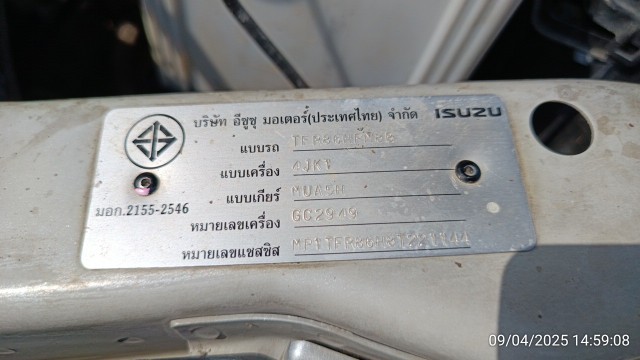 บริษัท อีซูซุ มอเตอร์(ประเทศไทย) จำกัด ISUZU
แบบรถ
แบบเครื่อง 4JK1
แบบเกียร์ MUA5H
มอก.2155-2546
หมายเลขเครื่อง GC2949
หมายเลขแชสซิส
09/04/2025 14:59:08